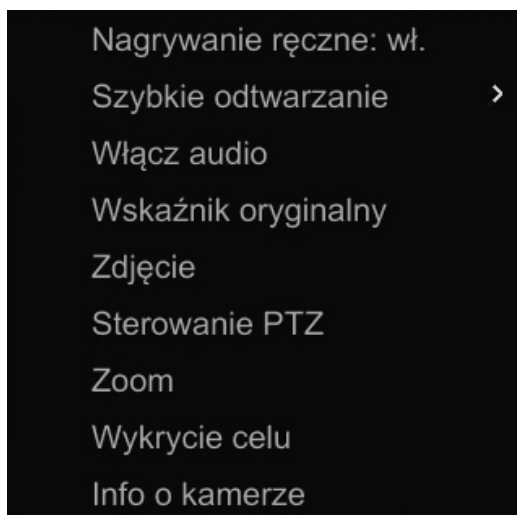 Nagrywanie ręczne: wł.
Szybkie odtwarzanie
Włącz audio
Wskaźnik oryginalny
Zdjęcie
Sterowanie PTZ
Zoom
Wykrycie celu
Info o kamerze